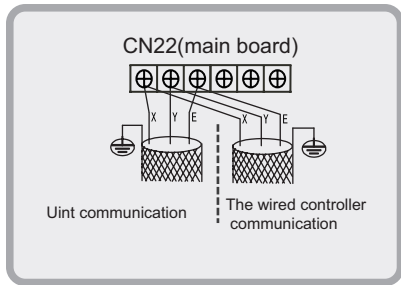 CN22(main board)
X Y E X Y E
Uint communication
The wired controller
communication